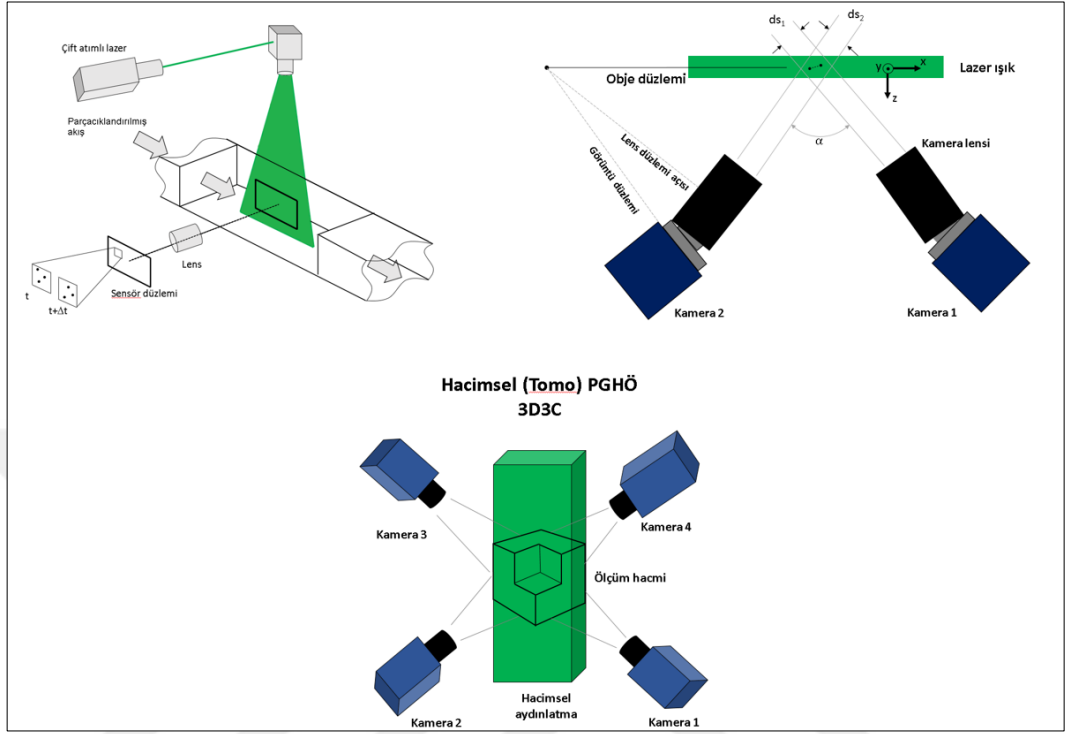 Çift atımlı lazer
Parçacıklandırılmış
akış
Lens
Sensör düzlemi
t
t+Δt
ds1
ds2
Obje düzlemi
Lazer ışık
y
x
z
α
Lens düzlemi açısı
Görüntü düzlemi
Kamera lensi
Kamera 2
Kamera 1
Hacimsel (Tomo) PGHÖ
3D3C
Kamera 3
Kamera 4
Ölçüm hacmi
Kamera 2
Hacimsel
aydınlatma
Kamera 1